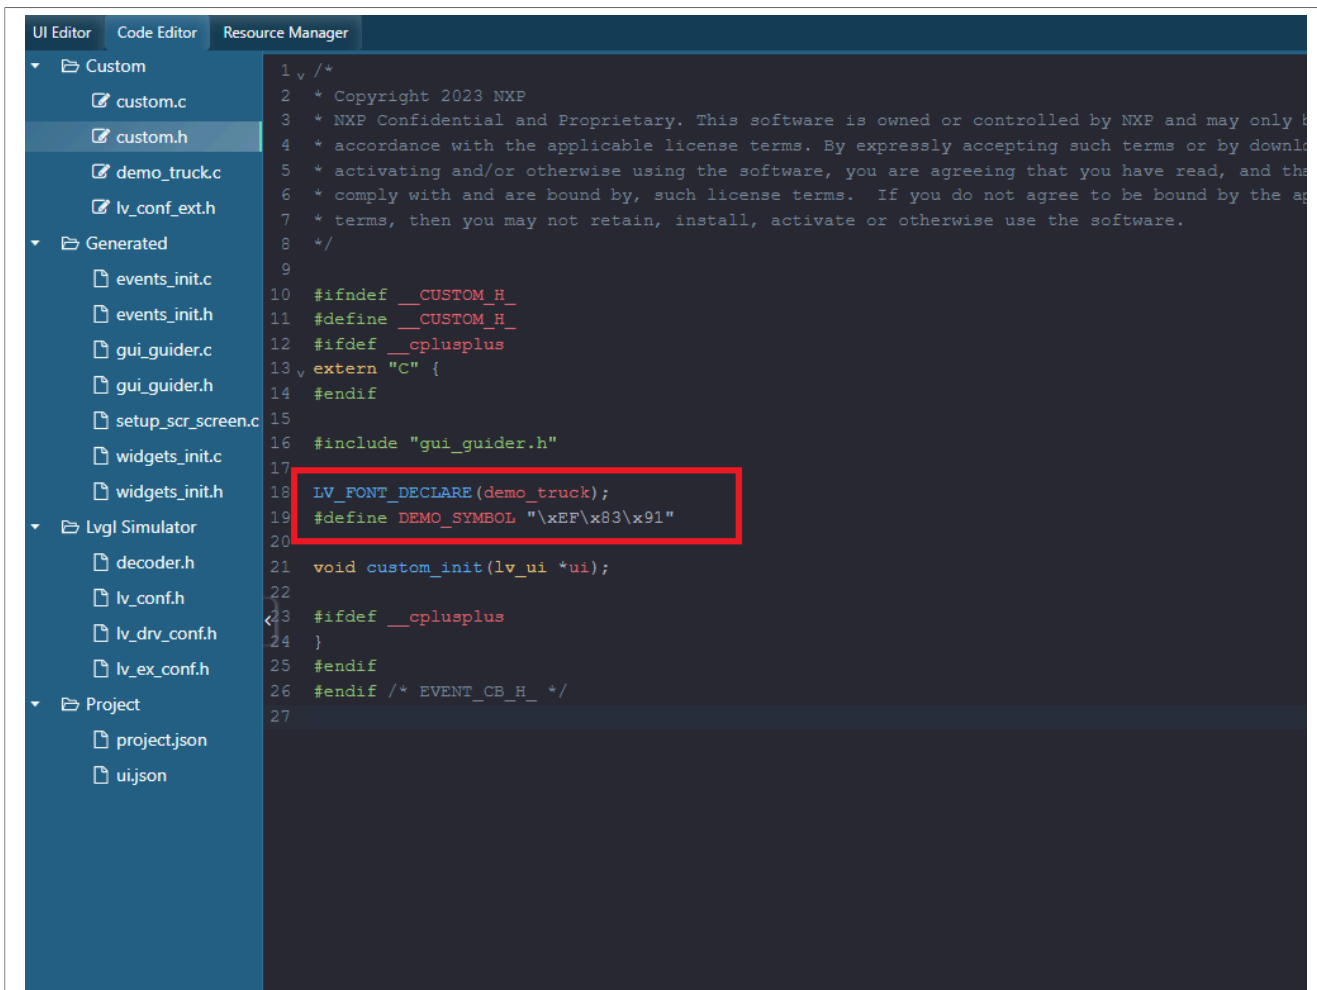 UI Editor Code Editor Resource Manager
Custom
custom.c
custom.h
demo_truck.c
lv_conf_ext.h
Generated
events_init.c
events_init.h
gui_guider.c
gui_guider.h
setup_scr_screen.c
widgets_init.c
widgets_init.h
Lvgl Simulator
decoder.h
lv_conf.h
lv_drv_conf.h
lv_ex_conf.h
Project
project.json
ui.json
1 /*
2 * Copyright 2023 NXP
3 * NXP Confidential and Proprietary. This software is owned or controlled by NXP and may only
4 * accordance with the applicable license terms. By expressly accepting such terms or by
5 * activating and/or otherwise using the software, you are agreeing that you have read, and
6 * comply with and are bound by, such license terms.  If you do not agree to be bound by the
7 * terms, then you may not retain, install, activate or otherwise use the software.
8 */
9
10 #ifndef __CUSTOM_H_
11 #define __CUSTOM_H_
12 #ifdef __cplusplus
13 extern "C" {
14 #endif
15
16 #include "gui_guider.h"
17
18 LV_FONT_DECLARE(demo_truck);
19 #define DEMO_SYMBOL "\xEF\x83\x91"
20
21 void custom_init(lv_ui *ui);
22
23 #ifdef __cplusplus
24 }
25 #endif
26 #endif /* EVENT_CB_H_ */
27